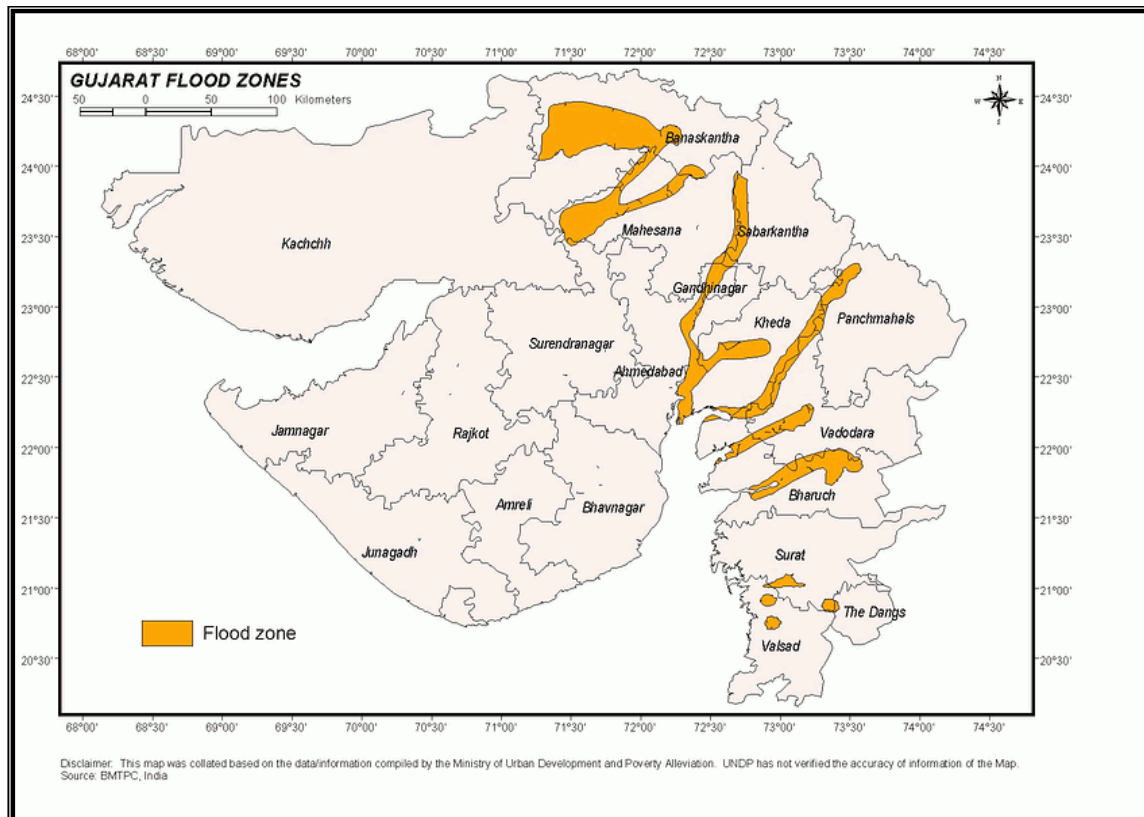 68°00' 68°30' 69°00' 69°30' 70°00' 70°30' 71°00' 71°30' 72°00' 72°30' 73°00' 73°30' 74°00' 74°30'
GUJARAT FLOOD ZONES
50 0 50 100 Kilometers
N
W E
S
24°30' 24°30'
Banaskantha
24°00' 24°00'
Mahesana Sabarkantha
23°30' 23°30'
Kachchh
Gandhinagar
23°00' 23°00'
Kheda Panchmahals
Surendranagar
Ahmedabad
22°30' 22°30'
Jamnagar Rajkot Vadodara
22°00' 22°00'
Bharuch
Amreli Bhavnagar
21°30' 21°30'
Junagadh Surat
21°00' 21°00'
The Dangs
Flood zone
Valsad
20°30' 20°30'
68°00' 68°30' 69°00' 69°30' 70°00' 70°30' 71°00' 71°30' 72°00' 72°30' 73°00' 73°30' 74°00' 74°30'
Disclaimer: This map was collated based on the data/information compiled by the Ministry of Urban Development and Poverty Alleviation. UNDP has not verified the accuracy of information of the Map.
Source: BMTPC, India